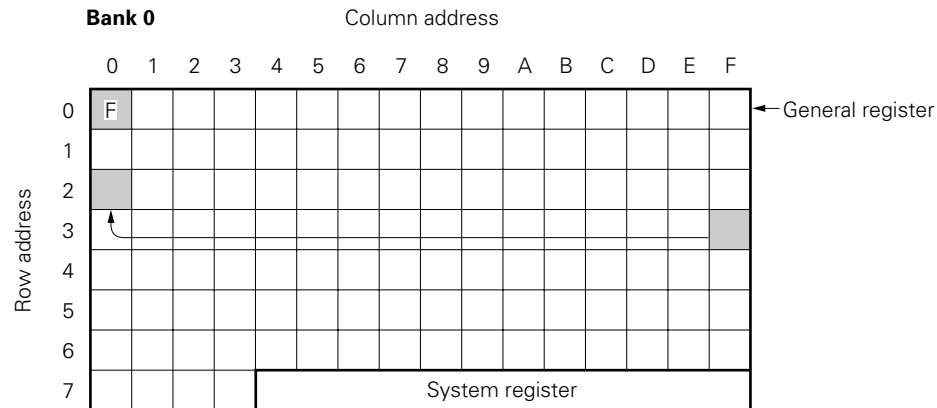 Bank 0 Column address
0 1 2 3 4 5 6 7 8 9 A B C D E F
0 F General register
1
2
Row address
3
4
5
6
7 System register